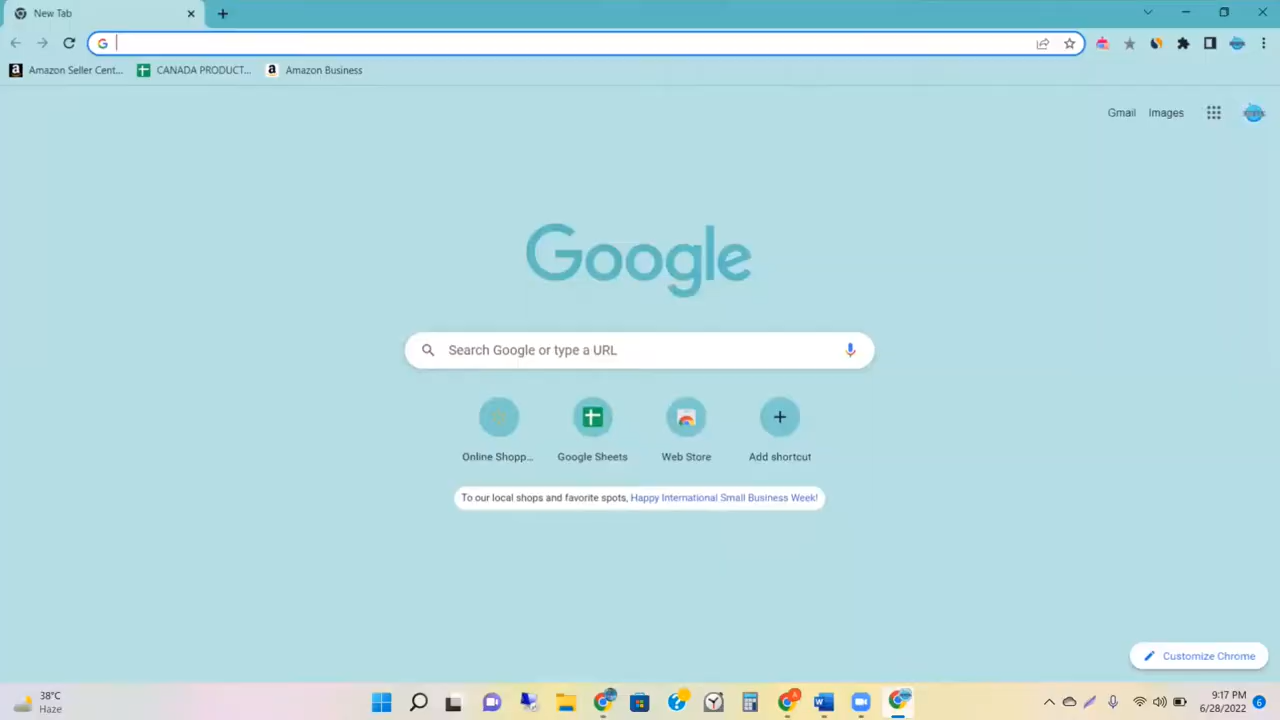 New Tab
Amazon Seller Cent...
CANADA PRODUCT...
Amazon Business
Gmail Images
Google
Search Google or type a URL
Online Shopp...
Google Sheets
Web Store
Add shortcut
To our local shops and favorite spots, Happy International Small Business Week!
Customize Chrome
38°C
Haze
9:17 PM
6/28/2022
6